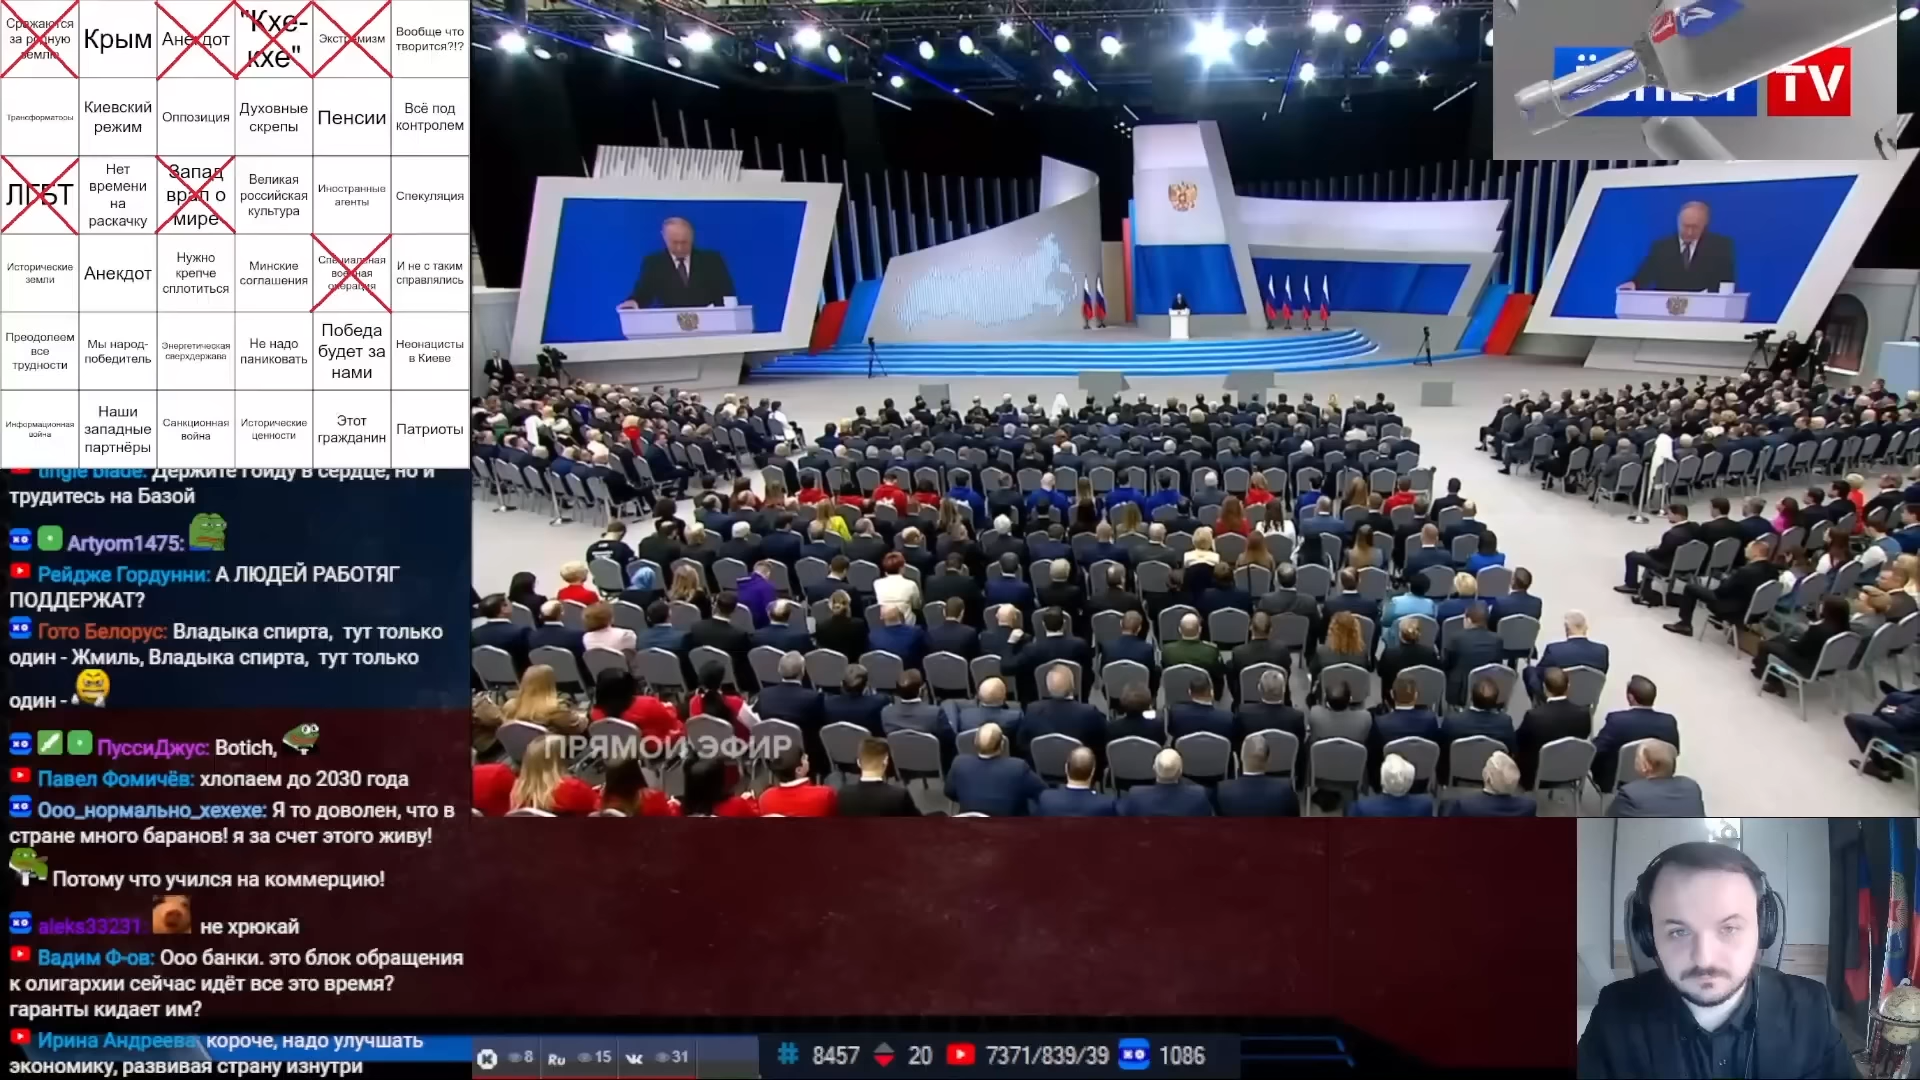 Сражаются
за родную
землю
Крым
Анекдот
"Кхе-
кхе"
Экстремизм
Вообще что
творится?!?
Трансформаторы
Киевский
режим
Оппозиция
Духовные
скрепы
Пенсии
Всё под
контролем
ЛГБТ
Нет
времени
на
раскачку
Запад
врал о
мире
Великая
российская
культура
Иностранные
агенты
Спекуляция
Исторические
земли
Анекдот
Нужно
крепче
сплотиться
Минские
соглашения
Специальная
военная
операция
И не с таким
справлялись
Преодолеем
все
трудности
Мы народ-
победитель
Энергетическая
сверхдержава
Не надо
паниковать
Победа
будет за
нами
Неонацисты
в Киеве
Информационная
война
Наши
западные
партнёры
Санкционная
война
Исторические
ценности
Этот
гражданин
Патриоты
TV
tingle blade: Держите Гойду в сердце, но и
трудитесь на Базой
Artyom1475:
Рейдже Гордунни: А ЛЮДЕЙ РАБОТЯГ
ПОДДЕРЖАТ?
Гото Белорус: Владыка спирта, тут только
один - Жмиль, Владыка спирта, тут только
один -
ПуссиДжус: Botich,
Павел Фомичёв: хлопаем до 2030 года
Ооо_нормально_хехехе: Я то доволен, что в
стране много баранов! я за счет этого живу!
Потому что учился на коммерцию!
aleks33231: не хрюкай
Вадим Ф-ов: Ооо банки. это блок обращения
к олигархии сейчас идёт все это время?
гаранты кидает им?
Ирина Андреева: короче, надо улучшать
экономику, развивая страну изнутри
ПРЯМОЙ ЭФИР
8
Ru 15
31
# 8457 20 7371/839/39 1086